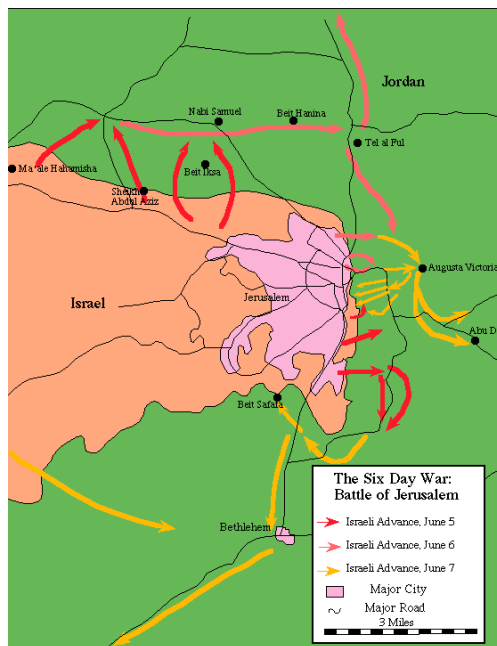 Jordan
Nabi Samuel
Beit Hanina
Tel al Ful
Ma'ale Hahamisha
Beit Iksa
Sheikh
Abdul Aziz
Augusta Victoria
Israel
Jerusalem
Abu D
Beit Safafa
Bethlehem
The Six Day War:
Battle of Jerusalem
Israeli Advance, June 5
Israeli Advance, June 6
Israeli Advance, June 7
Major City
Major Road
3 Miles